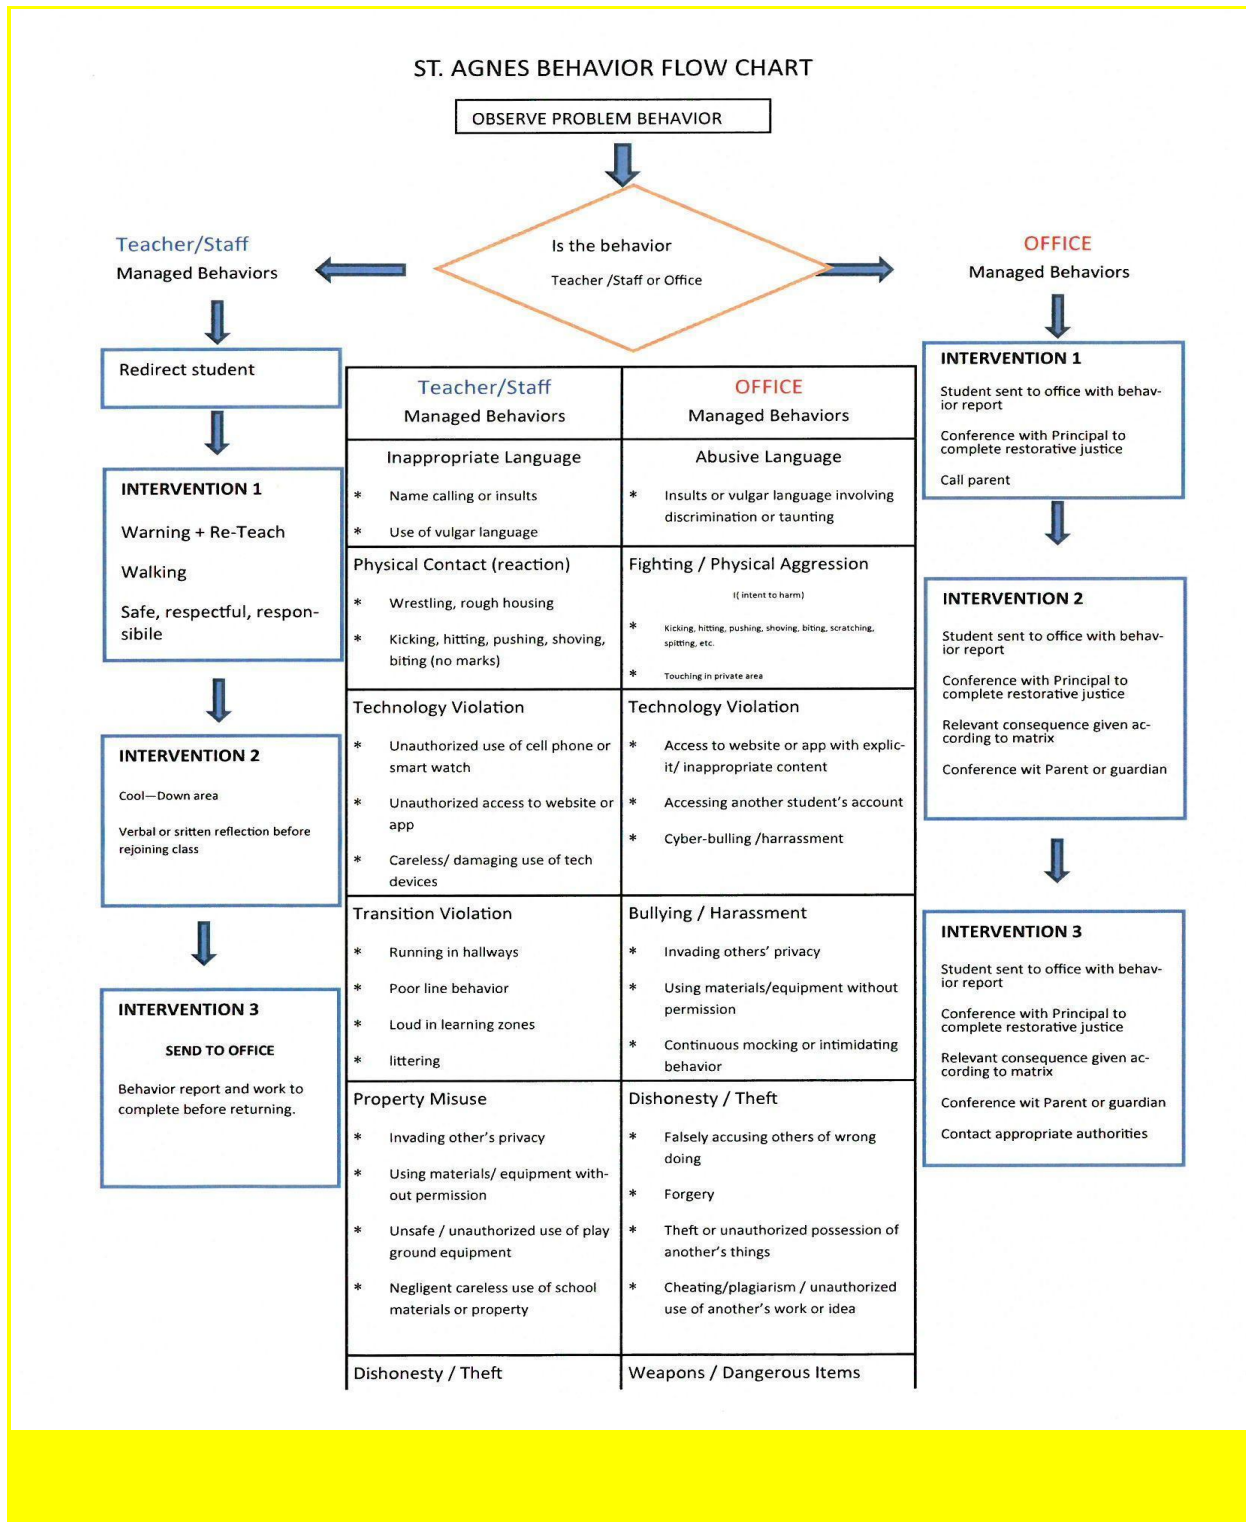 ST. AGNES BEHAVIOR FLOW CHART
OBSERVE PROBLEM BEHAVIOR
Is the behavior
Teacher /Staff or Office
Teacher/Staff
Managed Behaviors
Redirect student
INTERVENTION 1
Warning + Re-Teach
Walking
Safe, respectful, respon-
sibile
INTERVENTION 2
Cool—Down area
Verbal or sritten reflection before
rejoining class
INTERVENTION 3
SEND TO OFFICE
Behavior report and work to
complete before returning.
Teacher/Staff
Managed Behaviors
Inappropriate Language
* Name calling or insults
* Use of vulgar language
Physical Contact (reaction)
* Wrestling, rough housing
* Kicking, hitting, pushing, shoving,
biting (no marks)
Technology Violation
* Unauthorized use of cell phone or
smart watch
* Unauthorized access to website or
app
* Careless/ damaging use of tech
devices
Transition Violation
* Running in hallways
* Poor line behavior
* Loud in learning zones
* littering
Property Misuse
* Invading other's privacy
* Using materials/ equipment with-
out permission
* Unsafe / unauthorized use of play
ground equipment
* Negligent careless use of school
materials or property
Dishonesty / Theft
OFFICE
Managed Behaviors
Abusive Language
* Insults or vulgar language involving
discrimination or taunting
Fighting / Physical Aggression
I( intent to harm)
* Kicking, hitting, pushing, shoving, biting, scratching,
spitting, etc.
* Touching in private area
Technology Violation
* Access to website or app with explic-
it/ inappropriate content
* Accessing another student's account
* Cyber-bulling /harrassment
Bullying / Harassment
* Invading others' privacy
* Using materials/equipment without
permission
* Continuous mocking or intimidating
behavior
Dishonesty / Theft
* Falsely accusing others of wrong
doing
* Forgery
* Theft or unauthorized possession of
another's things
* Cheating/plagiarism / unauthorized
use of another's work or idea
Weapons / Dangerous Items
OFFICE
Managed Behaviors
INTERVENTION 1
Student sent to office with behav-
ior report
Conference with Principal to
complete restorative justice
Call parent
INTERVENTION 2
Student sent to office with behav-
ior report
Conference with Principal to
complete restorative justice
Relevant consequence given ac-
cording to matrix
Conference wit Parent or guardian
INTERVENTION 3
Student sent to office with behav-
ior report
Conference with Principal to
complete restorative justice
Relevant consequence given ac-
cording to matrix
Conference wit Parent or guardian
Contact appropriate authorities